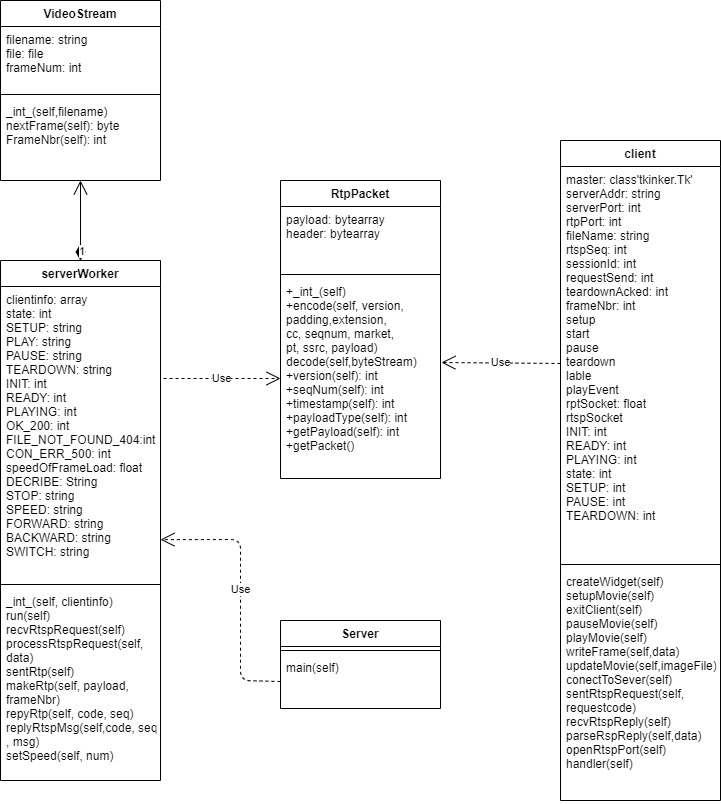 VideoStream
filename: string
file: file
frameNum: int
_int_(self,filename)
nextFrame(self): byte
FrameNbr(self): int
1
serverWorker
clientinfo: array
state: int
SETUP: string
PLAY: string
PAUSE: string
TEARDOWN: string
INIT: int
READY: int
PLAYING: int
OK_200: int
FILE_NOT_FOUND_404:int
CON_ERR_500: int
speedOfFrameLoad: float
DECRIBE: String
STOP: string
SPEED: string
FORWARD: string
BACKWARD: string
SWITCH: string
_int_(self, clientinfo)
run(self)
recvRtspRequest(self)
processRtspRequest(self,
data)
sentRtp(self)
makeRtp(self, payload,
frameNbr)
repyRtp(self, code, seq)
replyRtspMsg(self,code, seq
, msg)
setSpeed(self, num)
Use
Use
RtpPacket
payload: bytearray
header: bytearray
+_int_(self)
+encode(self, version,
padding,extension,
cc, seqnum, market,
pt, ssrc, payload)
decode(self,byteStream)
+version(self): int
+seqNum(self): int
+timestamp(self): int
+payloadType(self): int
+getPayload(self): int
+getPacket()
Server
main(self)
Use
client
master: class'tkinker.Tk'
serverAddr: string
serverPort: int
rtpPort: int
fileName: string
rtspSeq: int
sessionId: int
requestSend: int
teardownAcked: int
frameNbr: int
setup
start
pause
teardown
lable
playEvent
rptSocket: float
rtspSocket
INIT: int
READY: int
PLAYING: int
state: int
SETUP: int
PAUSE: int
TEARDOWN: int
createWidget(self)
setupMovie(self)
exitClient(self)
pauseMovie(self)
playMovie(self)
writeFrame(self,data)
updateMovie(self,imageFile)
conectToSever(self)
sentRtspRequest(self,
requestcode)
recvRtspReply(self)
parseRspReply(self,data)
openRtspPort(self)
handler(self)